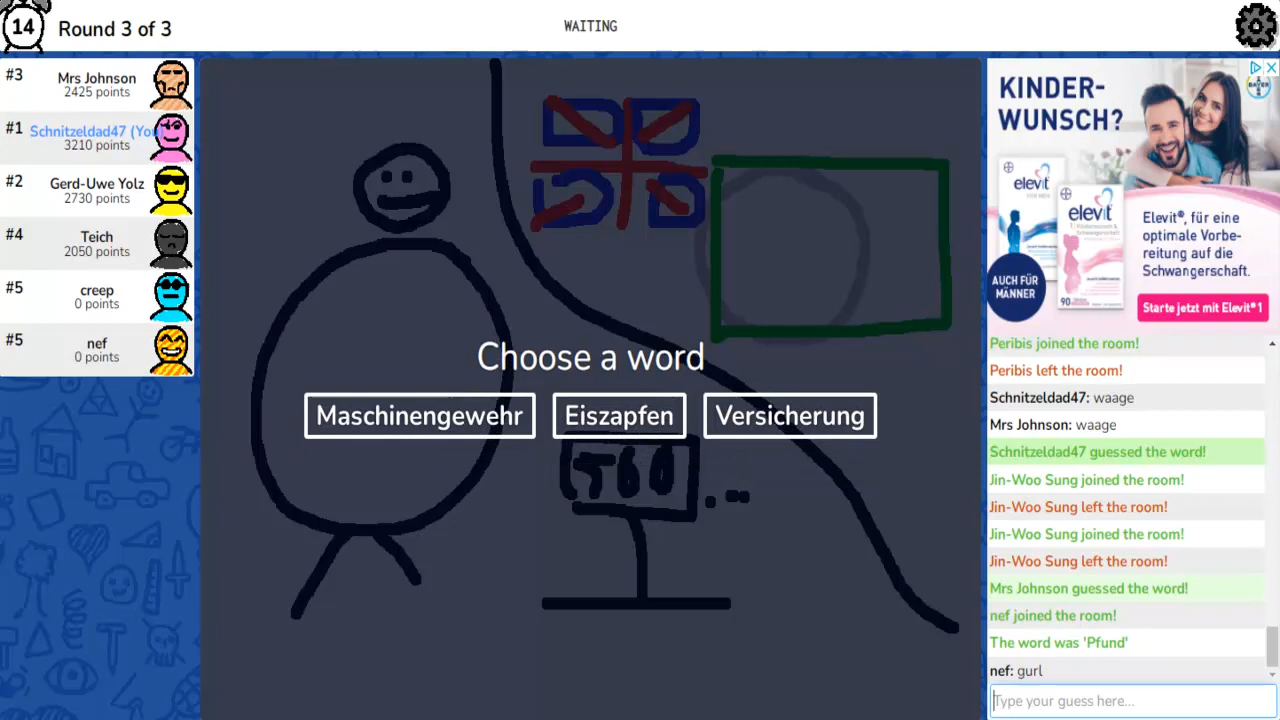 14
Round 3 of 3
WAITING
#3
Mrs Johnson
2425 points
#1
Schnitzeldad47 (You)
3210 points
#2
Gerd-Uwe Yolz
2730 points
#4
Teich
2050 points
#5
creep
0 points
#5
nef
0 points
Choose a word
Maschinengewehr
Eiszapfen
Versicherung
KINDER-
WUNSCH?
BAYER
elevit
elevit
90
AUCH FÜR
MÄNNER
Elevit®, für eine
optimale Vorbe-
reitung auf die
Schwangerschaft.
Starte jetzt mit Elevit®1
Peribis joined the room!
Peribis left the room!
Schnitzeldad47: waage
Mrs Johnson: waage
Schnitzeldad47 guessed the word!
Jin-Woo Sung joined the room!
Jin-Woo Sung left the room!
Jin-Woo Sung joined the room!
Jin-Woo Sung left the room!
Mrs Johnson guessed the word!
nef joined the room!
The word was 'Pfund'
nef: gurl
Type your guess here...